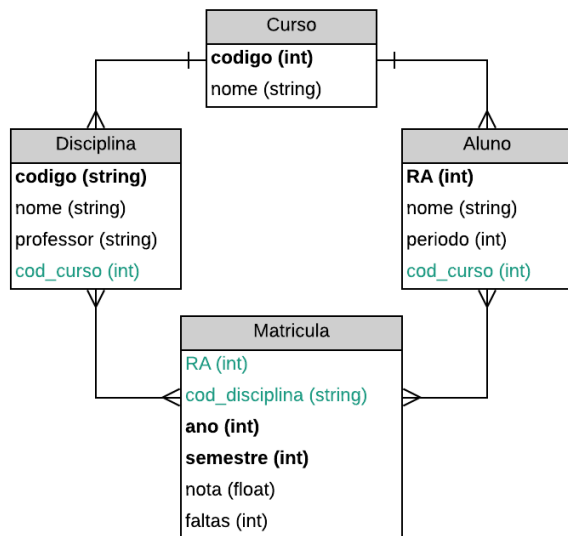 Curso
codigo (int)
nome (string)
Disciplina
codigo (string)
nome (string)
professor (string)
cod_curso (int)
Aluno
RA (int)
nome (string)
periodo (int)
cod_curso (int)
Matricula
RA (int)
cod_disciplina (string)
ano (int)
semestre (int)
nota (float)
faltas (int)